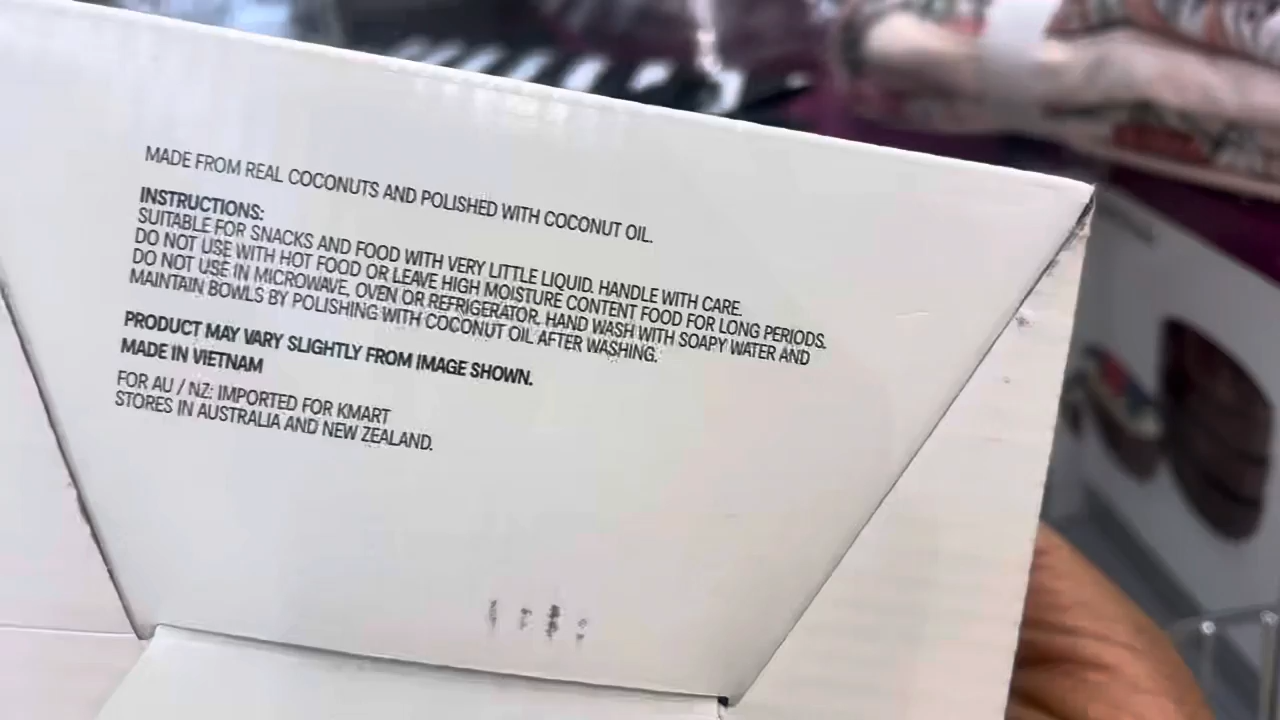 MADE FROM REAL COCONUTS AND POLISHED WITH COCONUT OIL.
INSTRUCTIONS:
SUITABLE FOR SNACKS AND FOOD WITH VERY LITTLE LIQUID. HANDLE WITH CARE.
DO NOT USE WITH HOT FOOD OR LEAVE HIGH MOISTURE CONTENT FOOD FOR LONG PERIODS.
DO NOT USE IN MICROWAVE, OVEN OR REFRIGERATOR. HAND WASH WITH SOAPY WATER AND
MAINTAIN BOWLS BY POLISHING WITH COCONUT OIL AFTER WASHING.
PRODUCT MAY VARY SLIGHTLY FROM IMAGE SHOWN.
MADE IN VIETNAM
FOR AU / NZ: IMPORTED FOR KMART
STORES IN AUSTRALIA AND NEW ZEALAND.